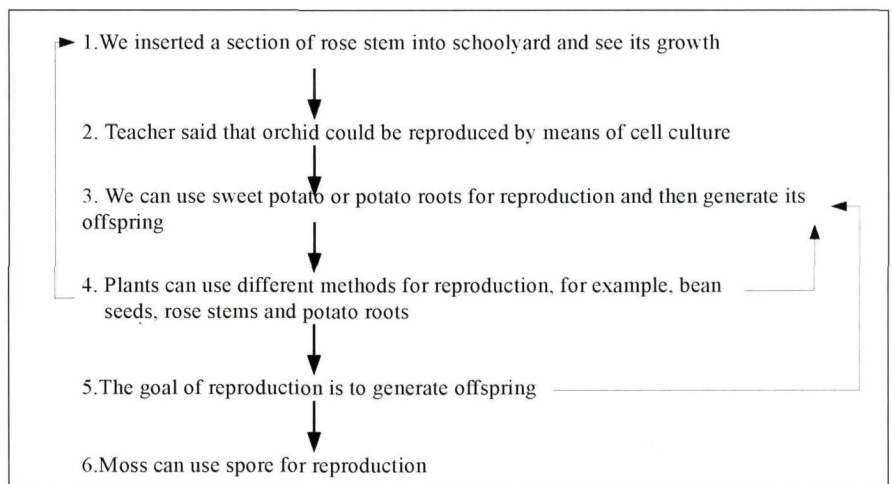 1.We inserted a section of rose stem into schoolyard and see its growth
2. Teacher said that orchid could be reproduced by means of cell culture
3. We can use sweet potato or potato roots for reproduction and then generate its
offspring
4. Plants can use different methods for reproduction, for example, bean
seeds, rose stems and potato roots
5.The goal of reproduction is to generate offspring
6.Moss can use spore for reproduction